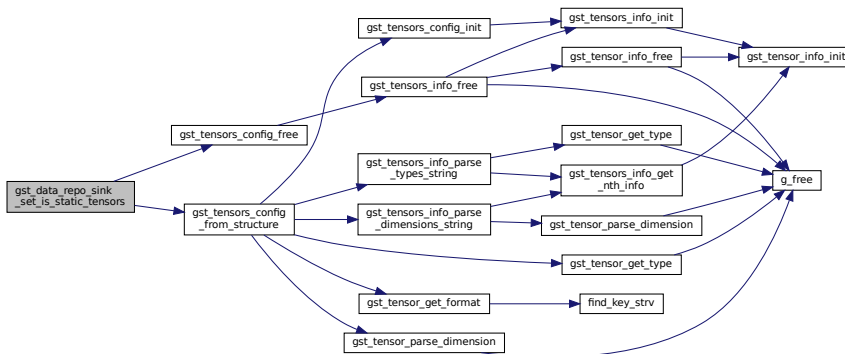 gst_data_repo_sink
_set_is_static_tensors
gst_tensors_config_free
gst_tensors_config
_from_structure
gst_tensors_config_init
gst_tensors_info_free
gst_tensors_info_parse
_types_string
gst_tensors_info_parse
_dimensions_string
gst_tensor_get_format
gst_tensor_parse_dimension
gst_tensors_info_init
gst_tensor_info_free
gst_tensor_get_type
gst_tensors_info_get
_nth_info
gst_tensor_parse_dimension
gst_tensor_get_type
find_key_strv
gst_tensor_info_init
g_free